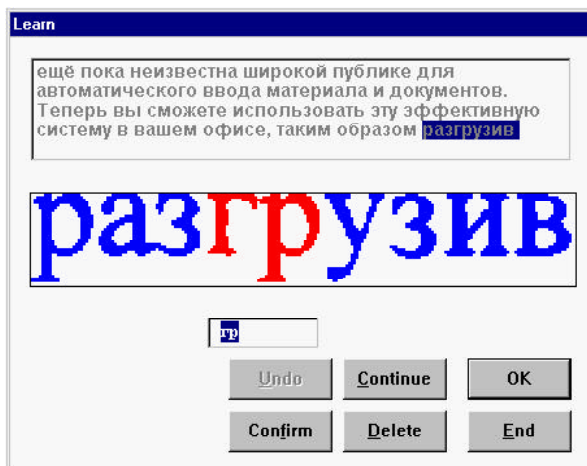 Learn
ещё пока неизвестна широкой публике для
автоматического ввода материала и документов.
Теперь вы сможете использовать эту эффективную
систему в вашем офисе, таким образом разгрузив
разгрузив
гр
Undo Continue OK
Confirm Delete End